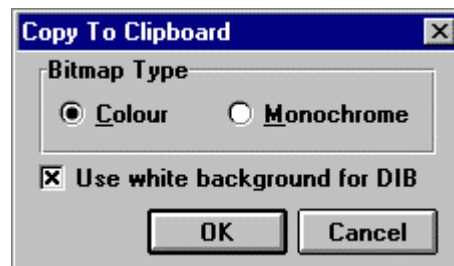 Copy To Clipboard
Bitmap Type
Colour Monochrome
Use white background for DIB
OK Cancel